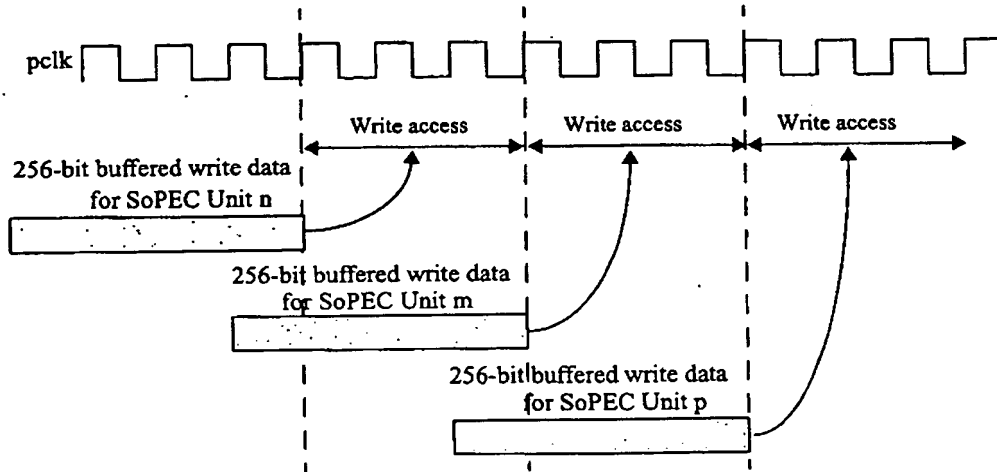 pclk
Write access
Write access
Write access
256-bit buffered write data
for SoPEC Unit n
256-bit buffered write data
for SoPEC Unit m
256-bit buffered write data
for SoPEC Unit p